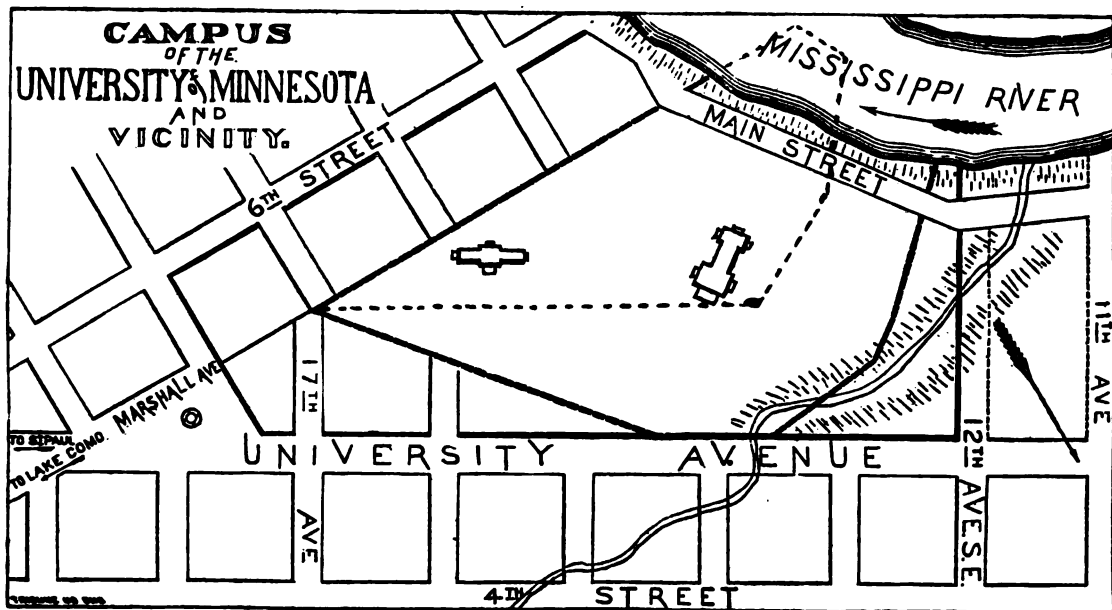 CAMPUS
OF THE
UNIVERSITY OF MINNESOTA
AND
VICINITY.
MISSISSIPPI RIVER
MAIN STREET
6TH STREET
MARSHALL AVE
TO ST PAUL
TO LAKE COMO.
17TH
AVE
UNIVERSITY AVENUE
11TH AVE
12TH AVE S.E.
4TH STREET